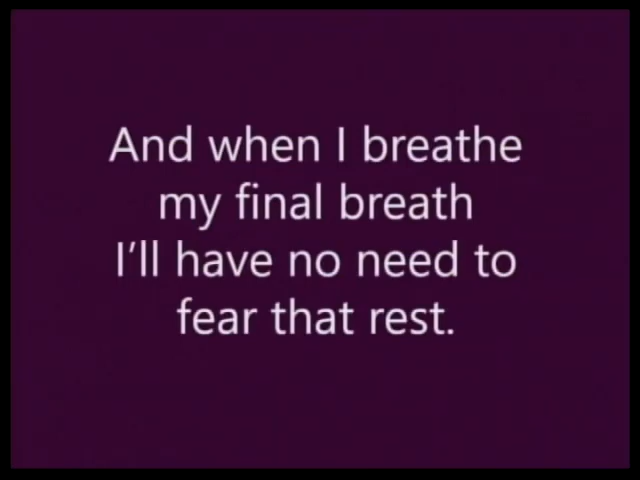 And when I breathe
my final breath
I’ll have no need to
fear that rest.